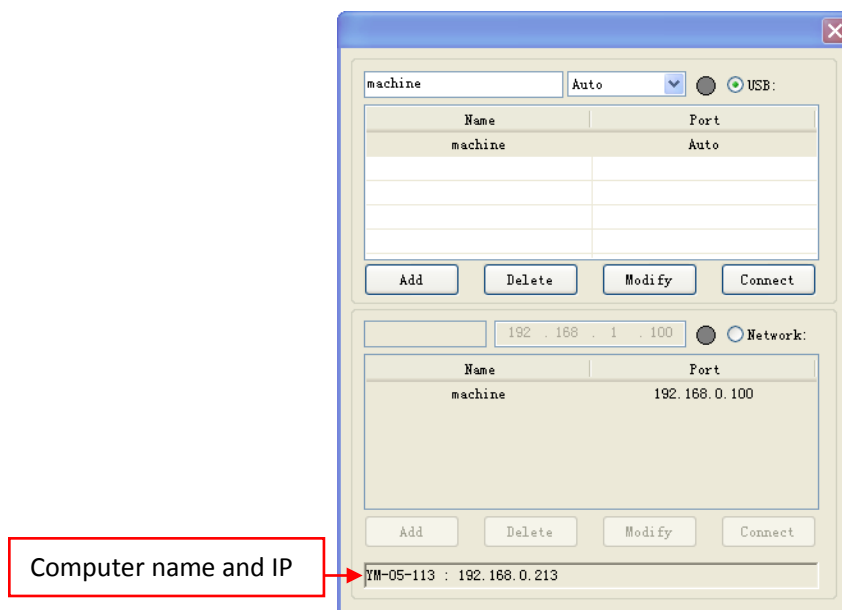 machine Auto USB:
Name Port
machine Auto
Add Delete Modify Connect
192 . 168 . 1 . 100 Network:
Name Port
machine 192.168.0.100
Add Delete Modify Connect
Computer name and IP
YM-05-113 : 192.168.0.213